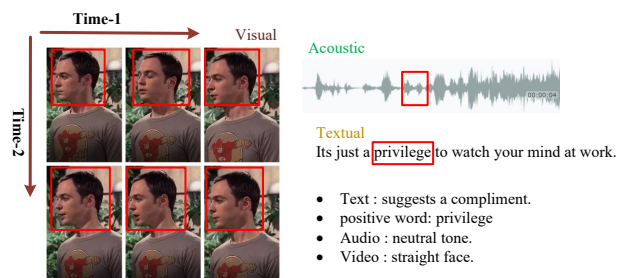 Time-1
Visual
Time-2
Acoustic
00:00:04
Textual
Its just a privilege to watch your mind at work.
• Text : suggests a compliment.
• positive word: privilege
• Audio : neutral tone.
• Video : straight face.